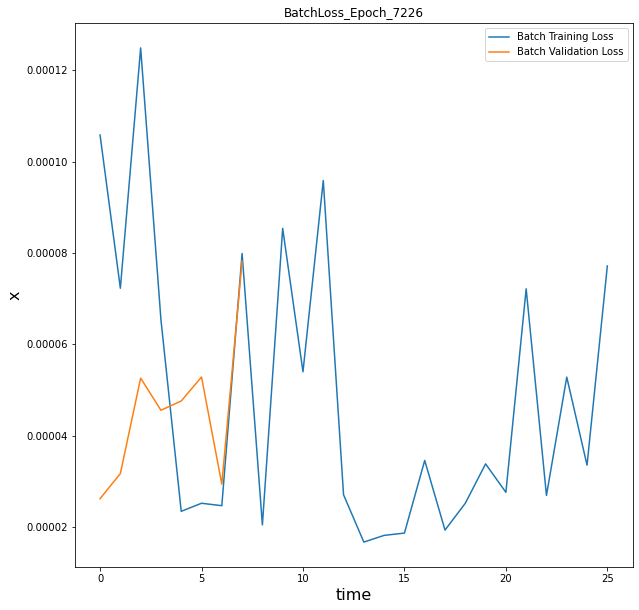 BatchLoss_Epoch_7226
Batch Training Loss
Batch Validation Loss
0.00012
0.00010
0.00008
0.00006
0.00004
0.00002
x
0 5 10 15 20 25
time